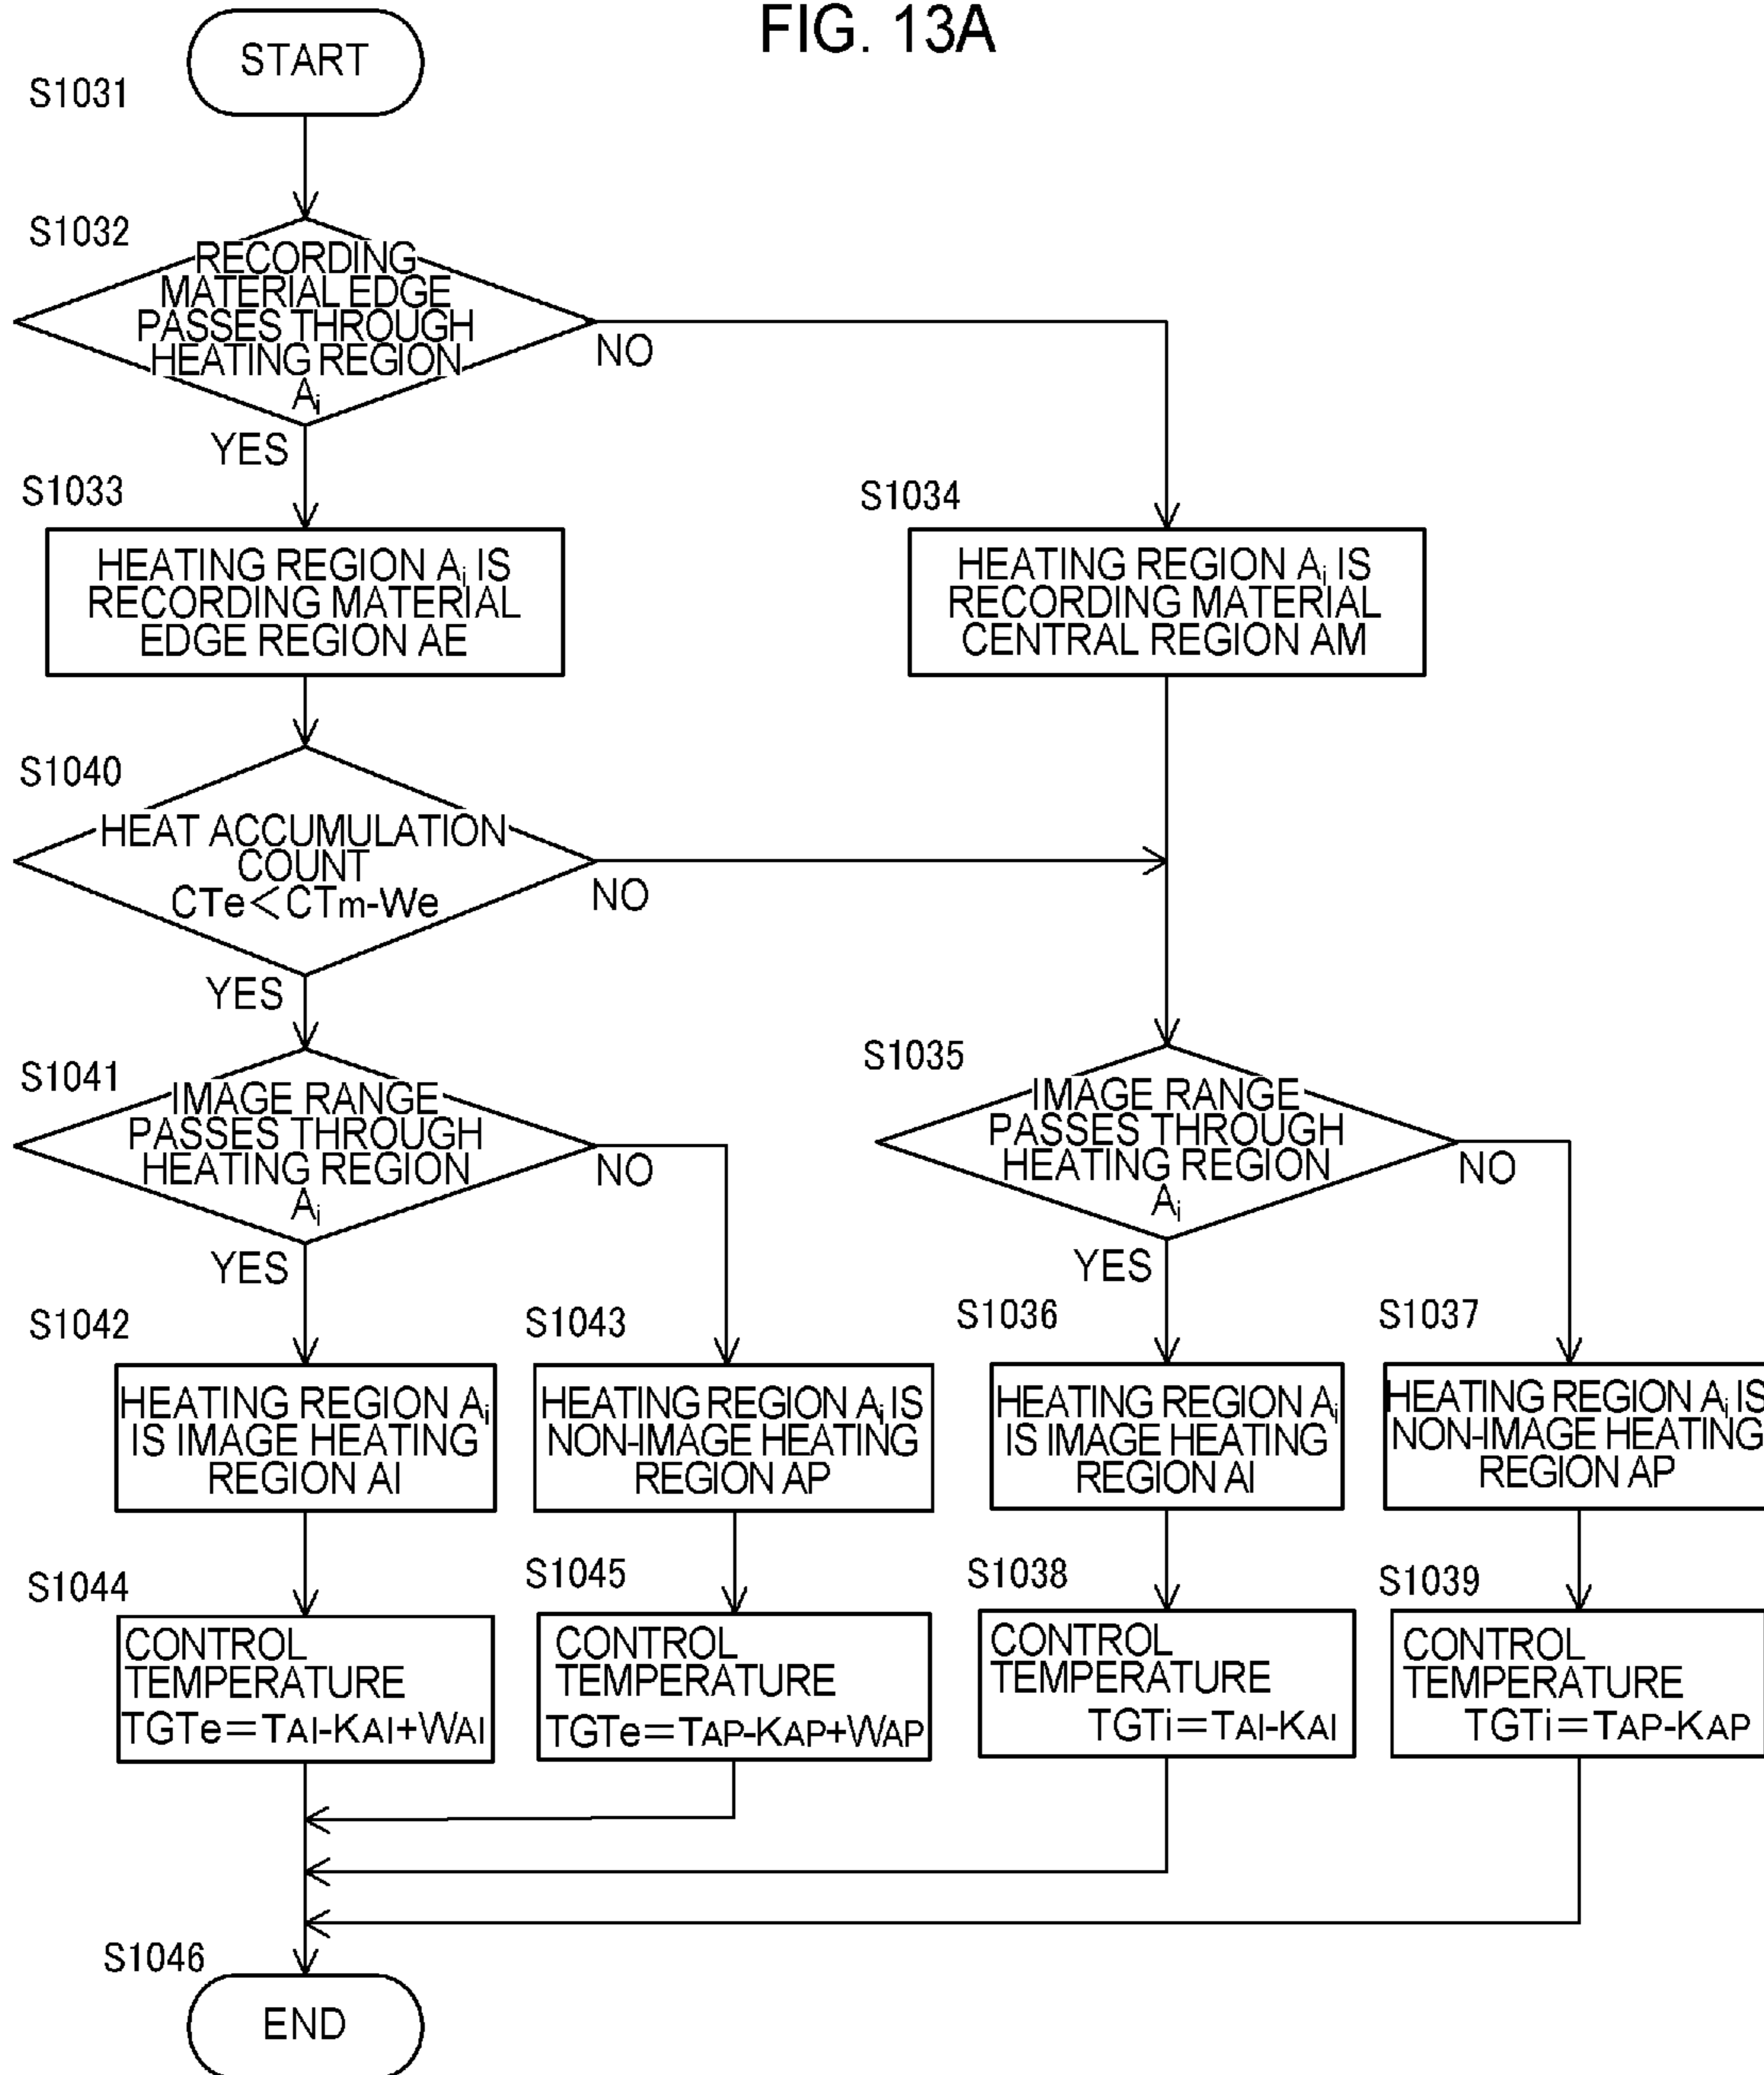 FIG. 13A
START
S1031
S1032
RECORDING
MATERIAL EDGE
PASSES THROUGH
HEATING REGION
Ai
NO
YES
S1033
HEATING REGION Ai IS
RECORDING MATERIAL
EDGE REGION AE
S1034
HEATING REGION Ai IS
RECORDING MATERIAL
CENTRAL REGION AM
S1040
HEAT ACCUMULATION
COUNT
CTe<CTm-We
NO
YES
S1041
IMAGE RANGE
PASSES THROUGH
HEATING REGION
Ai
NO
YES
S1035
IMAGE RANGE
PASSES THROUGH
HEATING REGION
Ai
NO
YES
S1042
HEATING REGION Ai
IS IMAGE HEATING
REGION AI
S1043
HEATING REGION Ai IS
NON-IMAGE HEATING
REGION AP
S1036
HEATING REGION Ai
IS IMAGE HEATING
REGION AI
S1037
HEATING REGION Ai IS
NON-IMAGE HEATING
REGION AP
S1044
CONTROL
TEMPERATURE
TGTe=TAI-KAI+WAI
S1045
CONTROL
TEMPERATURE
TGTe=TAP-KAP+WAP
S1038
CONTROL
TEMPERATURE
TGTi=TAI-KAI
S1039
CONTROL
TEMPERATURE
TGTi=TAP-KAP
S1046
END